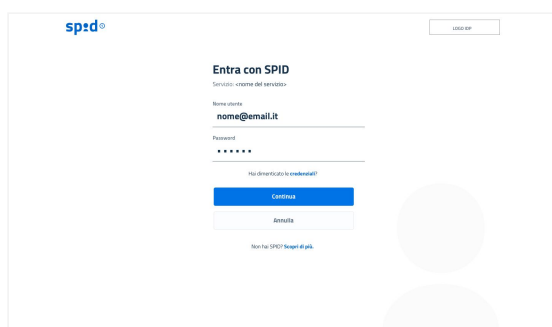 spid
LOGO IDP
Entra con SPID
Servizio: <nome del servizio>
Nome utente
nome@email.it
Password
Hai dimenticato le credenziali?
Continua
Annulla
Non hai SPID? Scopri di più.